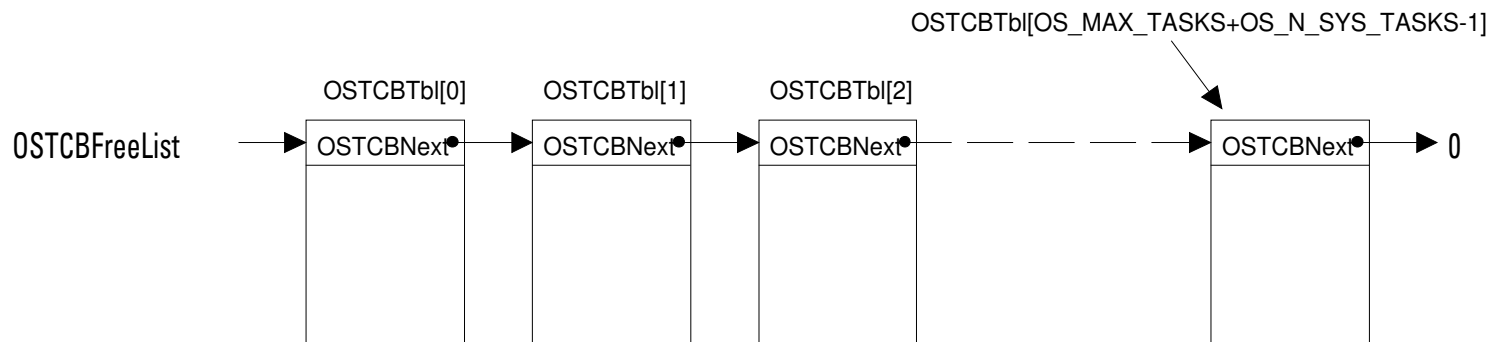 OSTCBTbl[OS_MAX_TASKS+OS_N_SYS_TASKS-1]
OSTCBTbl[0] OSTCBTbl[1] OSTCBTbl[2]
OSTCBFreeList OSTCBNext OSTCBNext OSTCBNext OSTCBNext 0